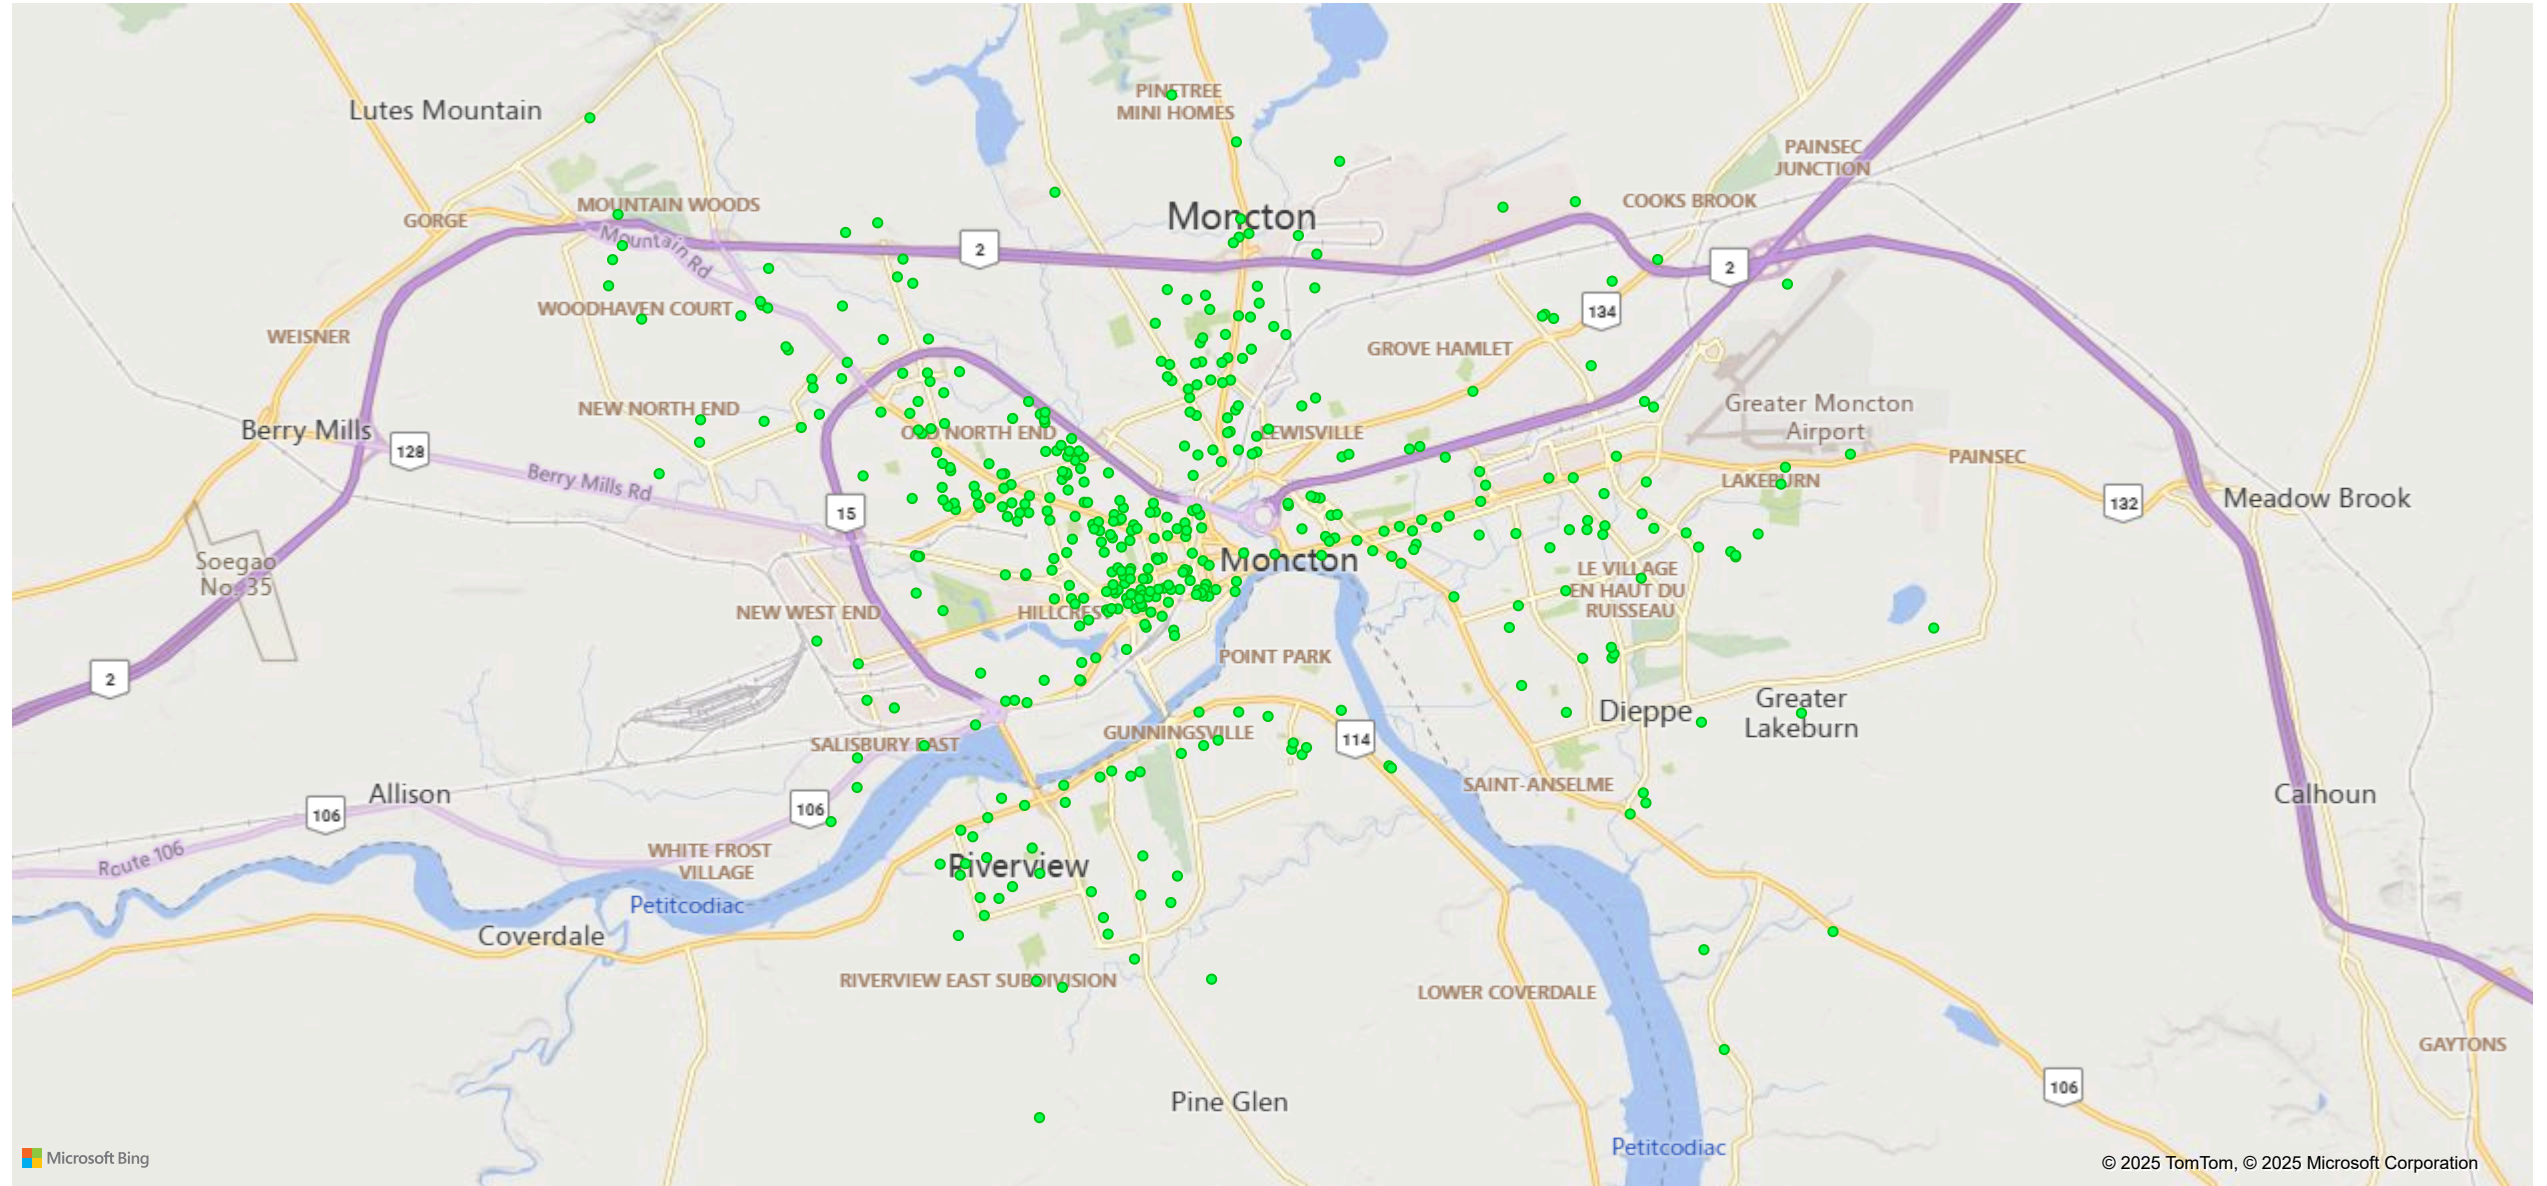 PINETREE
MINI HOMES
Lutes Mountain
PAINSEC
JUNCTION
MOUNTAIN WOODS
COOKS BROOK
GORGE
Moncton
Mountain Rd
2
2
WOODHAVEN COURT
134
WEISNER
GROVE HAMLET
NEW NORTH END
Greater Moncton
Airport
Berry Mills
OLD NORTH END
LEWISVILLE
128
PAINSEC
Berry Mills Rd
LAKEBURN
132
Meadow Brook
15
Soegao
No. 35
Moncton
LE VILLAGE
EN HAUT DU
RUISSEAU
NEW WEST END
HILLCREST
POINT PARK
2
Greater
Lakeburn
Dieppe
GUNNINGSVILLE
114
SALISBURY EAST
SAINT-ANSELME
Allison
106
106
Calhoun
Route 106
WHITE FROST
VILLAGE
Riverview
Petitcodiac
Coverdale
RIVERVIEW EAST SUBDIVISION
LOWER COVERDALE
GAYTONS
106
Pine Glen
Petitcodiac
Microsoft Bing
© 2025 TomTom, © 2025 Microsoft Corporation